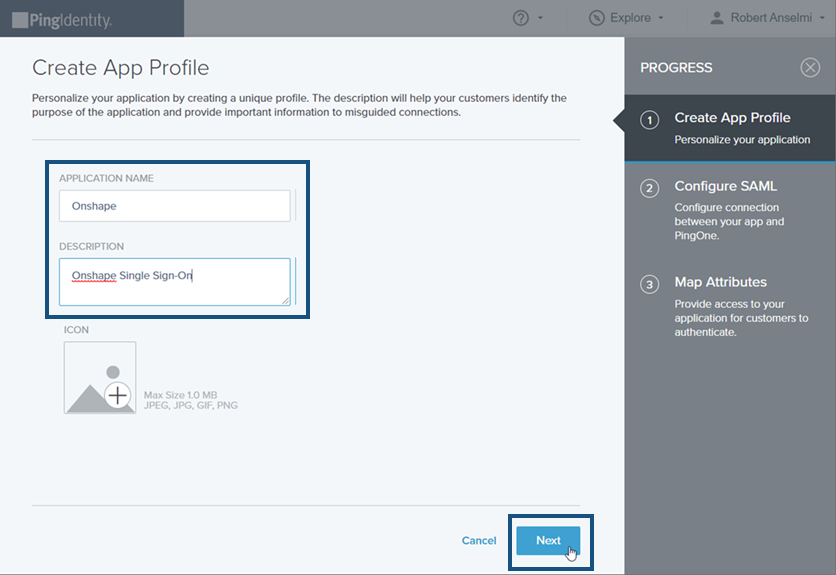 PingIdentity.
?
Explore
Robert Anselmi
Create App Profile
Personalize your application by creating a unique profile. The description will help your customers identify the
purpose of the application and provide important information to misguided connections.
APPLICATION NAME
Onshape
DESCRIPTION
Onshape Single Sign-On
ICON
Max Size 1.0 MB
JPEG, JPG, GIF, PNG
Cancel
Next
PROGRESS
1
Create App Profile
Personalize your application
2
Configure SAML
Configure connection
between your app and
PingOne.
3
Map Attributes
Provide access to your
application for customers to
authenticate.